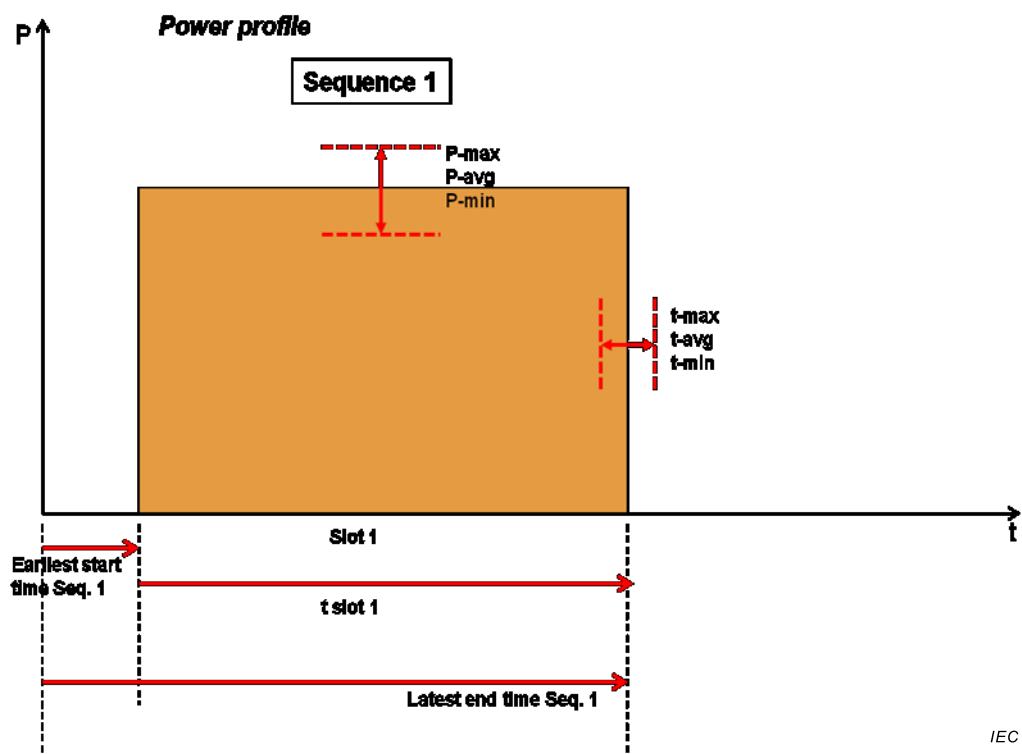 Power profile
P
Sequence 1
P-max
P-avg
P-min
t-max
t-avg
t-min
t
Slot 1
Earliest start
time Seq. 1
t slot 1
Latest end time Seq. 1
IEC